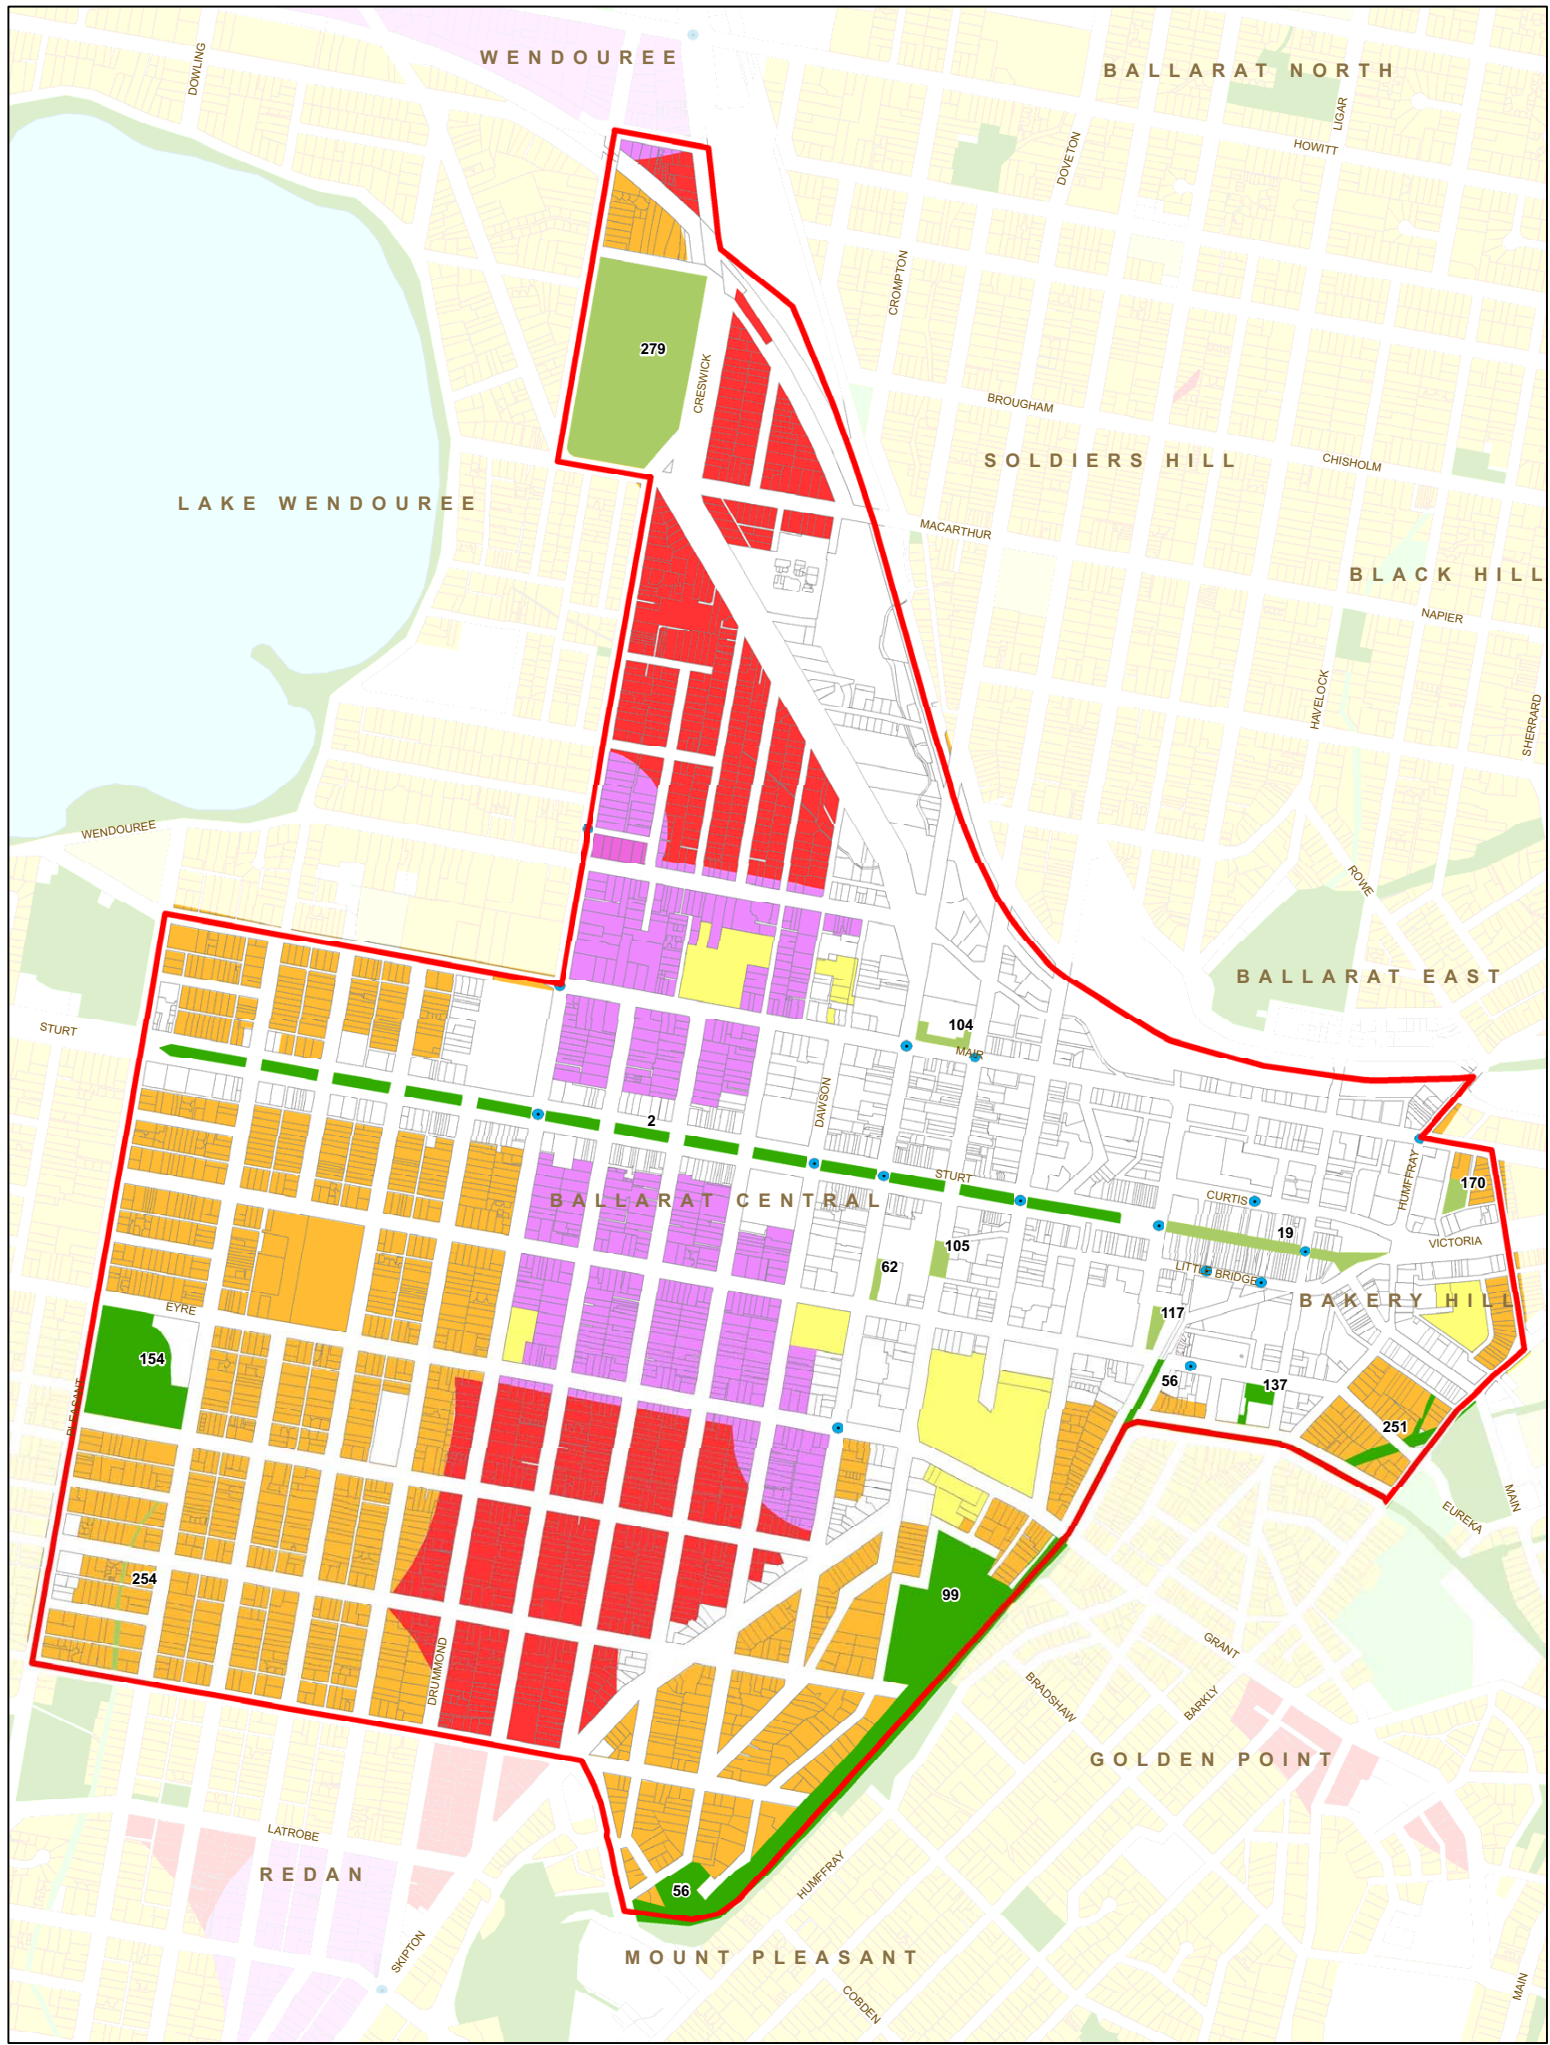 WENDOUREE
BALLARAT NORTH
DOWLING
LIGAR
HOWITT
DOVETON
CROMPTON
279
CRESWICK
BROUGHAM
SOLDIERS HILL
CHISHOLM
LAKE WENDOUREE
MACARTHUR
BLACK HILL
NAPIER
HAVELOCK
SHERRARD
WENDOUREE
ROWE
BALLARAT EAST
STURT
104
MAIR
DAWSON
2
STURT
HUMFFRAY
170
BALLARAT CENTRAL
CURTIS
19
VICTORIA
105
62
LITTLE BRIDGE
BAKERY HILL
EYRE
117
154
56
137
PLEASANT
251
MAIN
EUREKA
254
99
GRANT
DRUMMOND
BRADSHAW
BARKLY
GOLDEN POINT
LATROBE
REDAN
HUMFFRAY
56
SKIPTON
MOUNT PLEASANT
COBDEN
MAIN